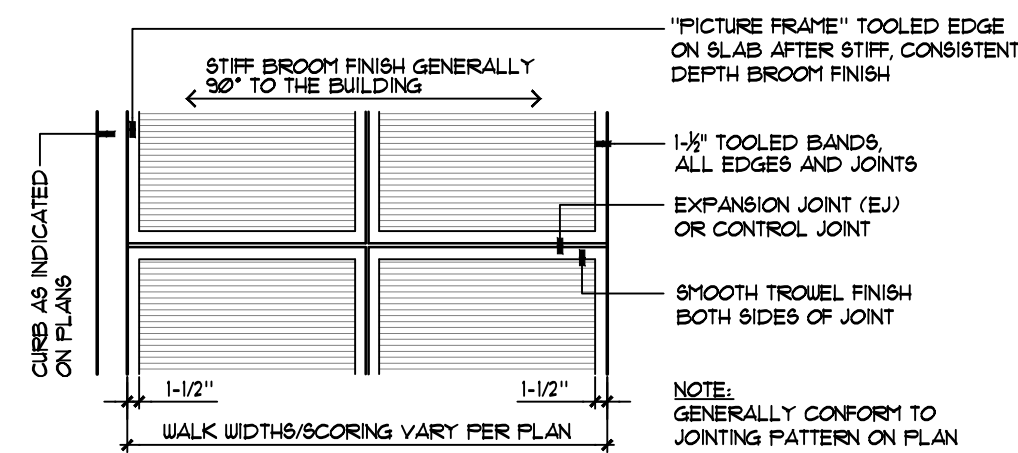 "PICTURE FRAME" TOOLED EDGE
ON SLAB AFTER STIFF, CONSISTENT
DEPTH BROOM FINISH
STIFF BROOM FINISH GENERALLY
90° TO THE BUILDING
1-½" TOOLED BANDS,
ALL EDGES AND JOINTS
EXPANSION JOINT (EJ)
OR CONTROL JOINT
CURB AS INDICATED
ON PLANS
SMOOTH TROWEL FINISH
BOTH SIDES OF JOINT
1-1/2"
1-1/2"
NOTE:
GENERALLY CONFORM TO
JOINTING PATTERN ON PLAN
WALK WIDTHS/SCORING VARY PER PLAN